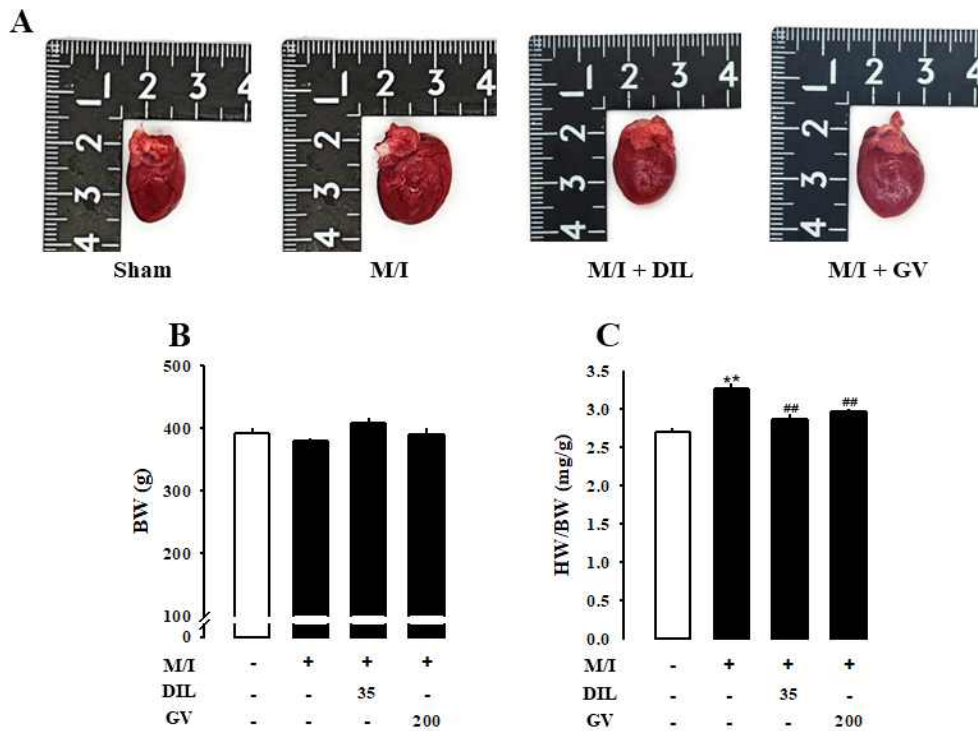 A
1 2 3 4
1 2 3 4
1 2 3 4
1 2 3 4
2
3
4
2
3
4
2
3
4
2
3
4
Sham
M/I
M/I + DIL
M/I + GV
B
500
400
300
200
100
0
BW (g)
M/I - + + +
DIL - - 35 -
GV - - - 200
C
3.5
3.0
2.5
2.0
1.5
1.0
0.5
0.0
HW/BW (mg/g)
**
##
##
M/I - + + +
DIL - - 35 -
GV - - - 200